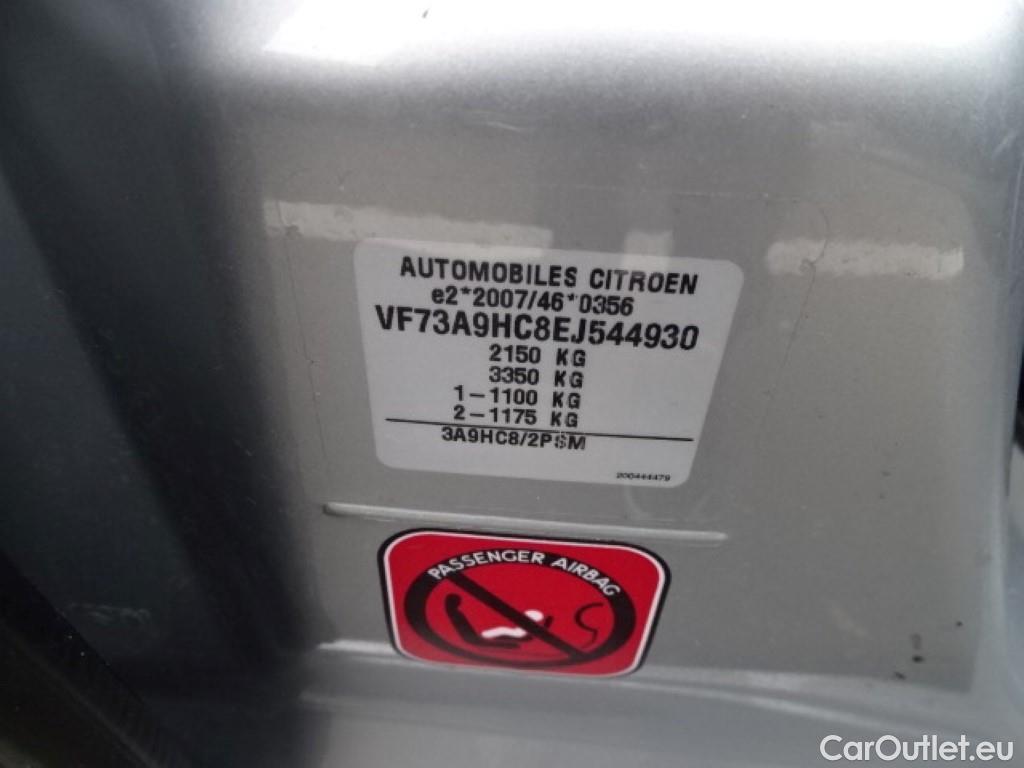 AUTOMOBILES CITROEN
e2*2007/46*0356
VF73A9HC8EJ544930
2150 KG
3350 KG
1-1100 KG
2-1175 KG
3A9HC8/2PSM
200444479
PASSENGER AIRBAG
CarOutlet.eu